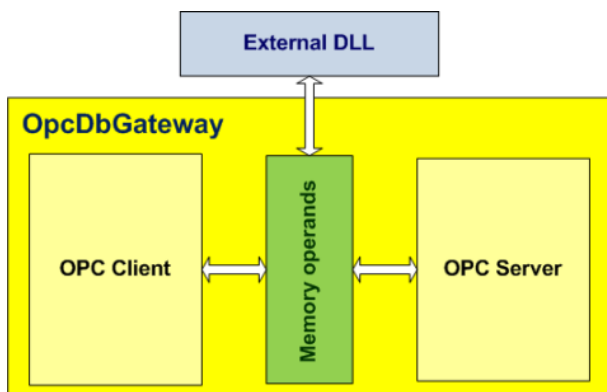 External DLL
OpcDbGateway
OPC Client
Memory operands
OPC Server